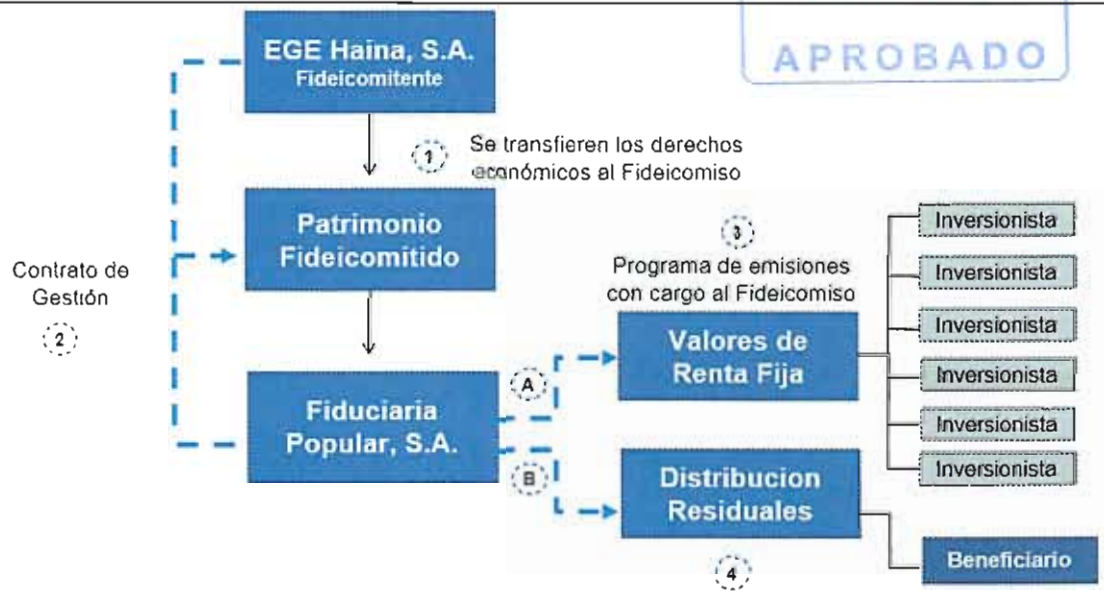 APROBADO
EGE Haina, S.A.
Fideicomitente
1
Se transfieren los derechos
económicos al Fideicomiso
Patrimonio
Fideicomitido
Contrato de
Gestión
2
3
Programa de emisiones
con cargo al Fideicomiso
Fiduciaria
Popular, S.A.
A
B
Valores de
Renta Fija
Inversionista
Inversionista
Inversionista
Inversionista
Inversionista
Inversionista
Distribucion
Residuales
4
Beneficiario